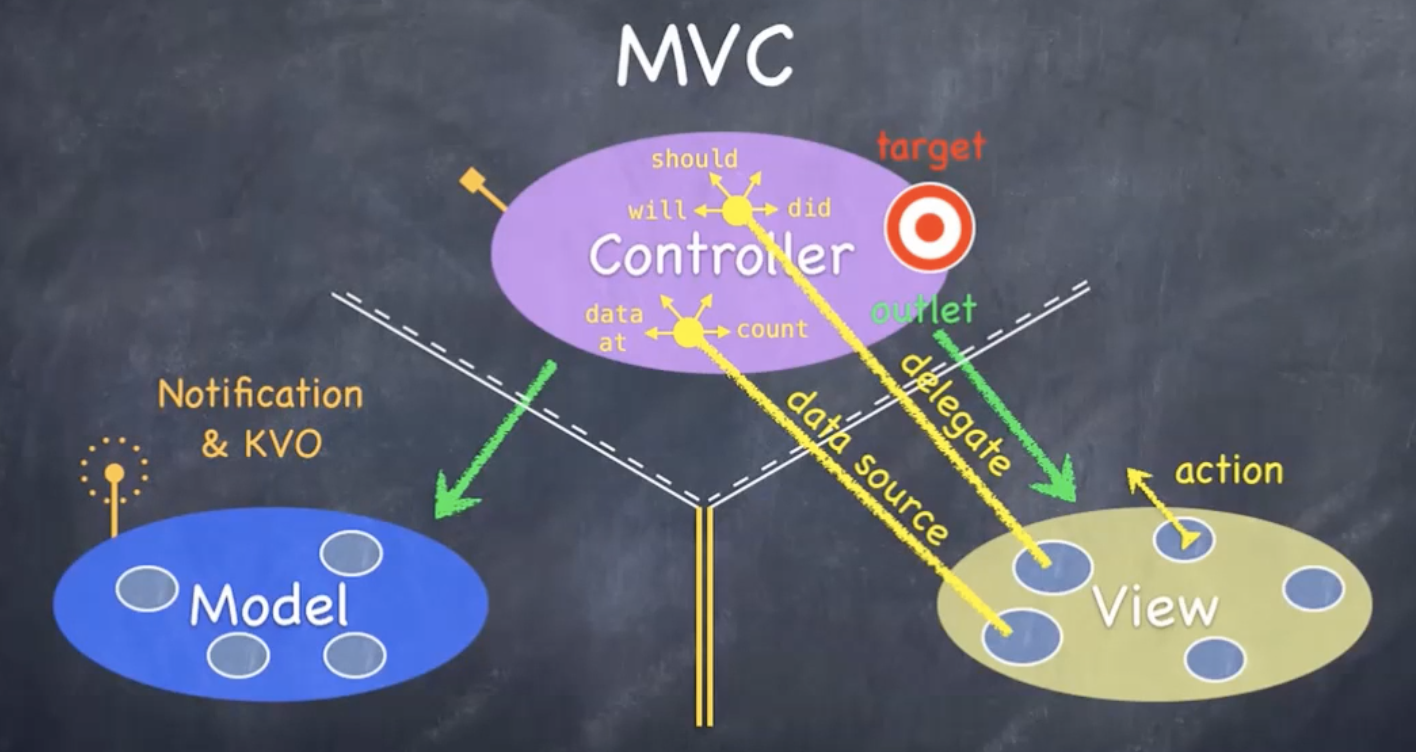 MVC
should
target
will
did
Controller
data
at
count
outlet
Notification
& KVO
delegate
data source
action
Model
View